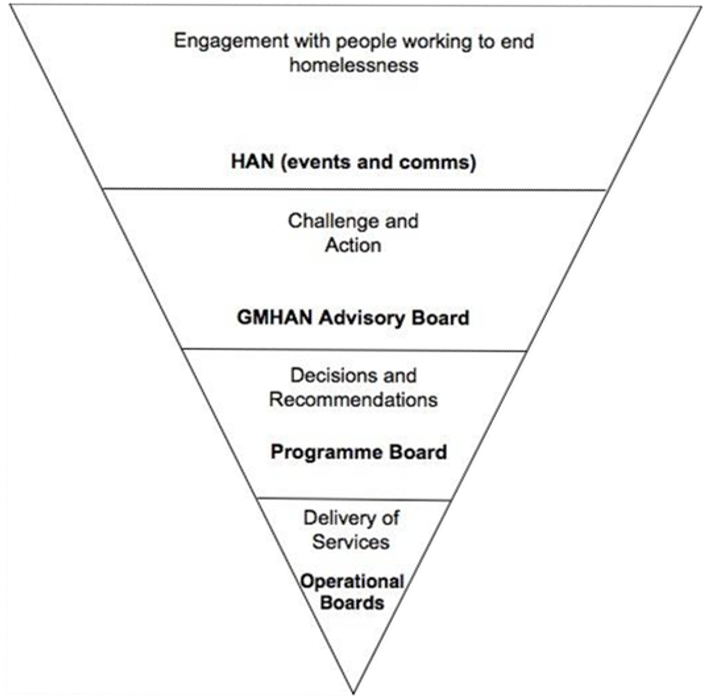 Engagement with people working to end
homelessness
HAN (events and comms)
Challenge and
Action
GMHAN Advisory Board
Decisions and
Recommendations
Programme Board
Delivery of
Services
Operational
Boards